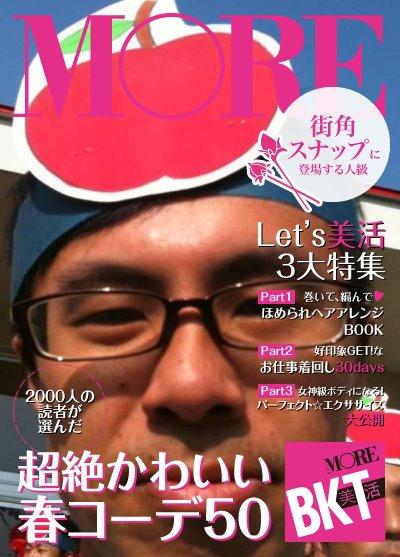 MORE
街角
スナップに
登場する人級
Let's美活
3大特集
Part1 巻いて、編んで♥
ほめられヘアアレンジ
BOOK
Part2 好印象GET!な
お仕事着回し30days
Part3 女神級ボディになる!
パーフェクト☆エクササイズ
大公開
2000人の
読者が
選んだ
超絶かわいい
春コーデ50
MORE
BKT
美活